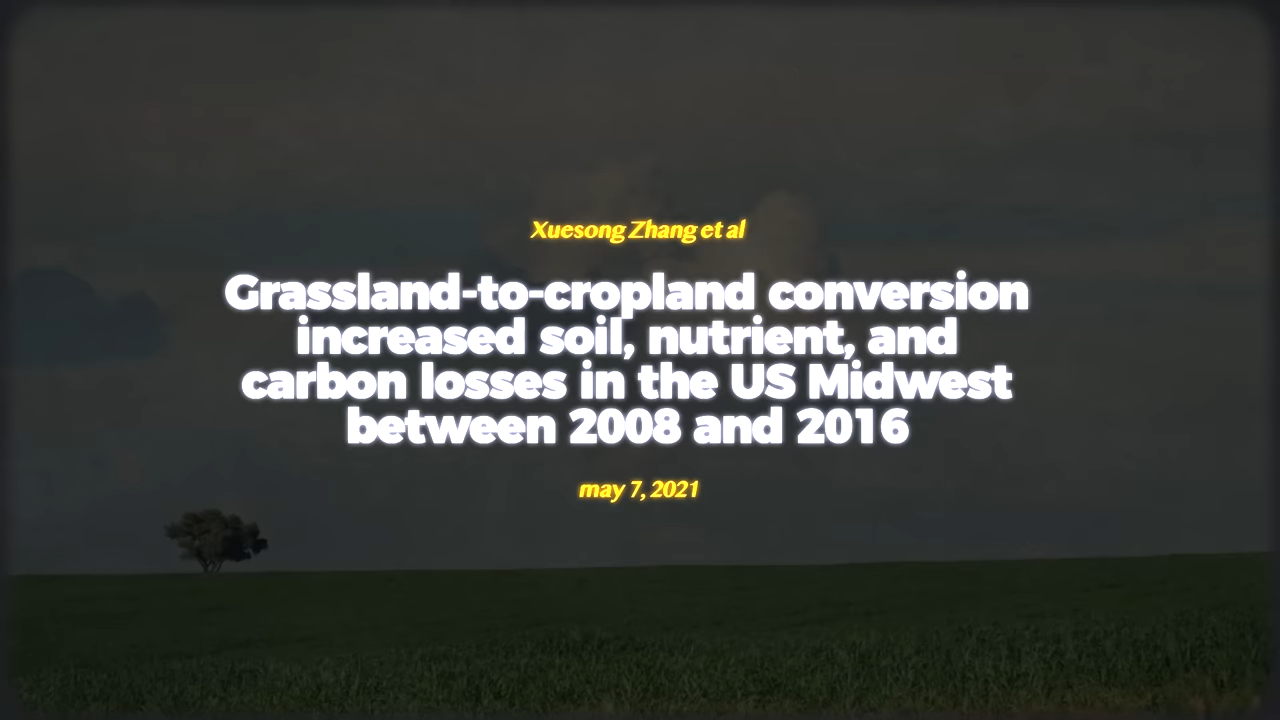 Xuesong Zhang et al
Grassland-to-cropland conversion
increased soil, nutrient, and
carbon losses in the US Midwest
between 2008 and 2016
may 7, 2021